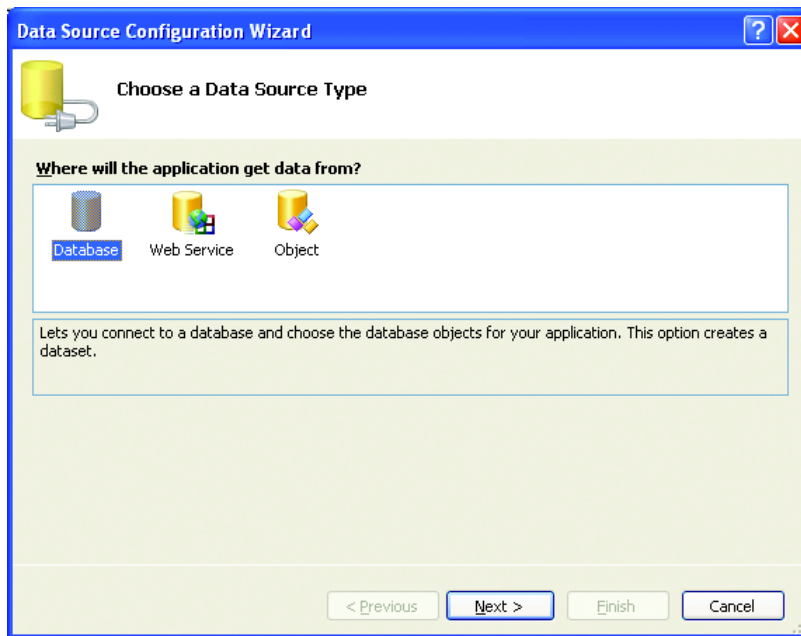 Data Source Configuration Wizard
Choose a Data Source Type
Where will the application get data from?
Database Web Service Object
Lets you connect to a database and choose the database objects for your application. This option creates a
dataset.
< Previous Next > Finish Cancel